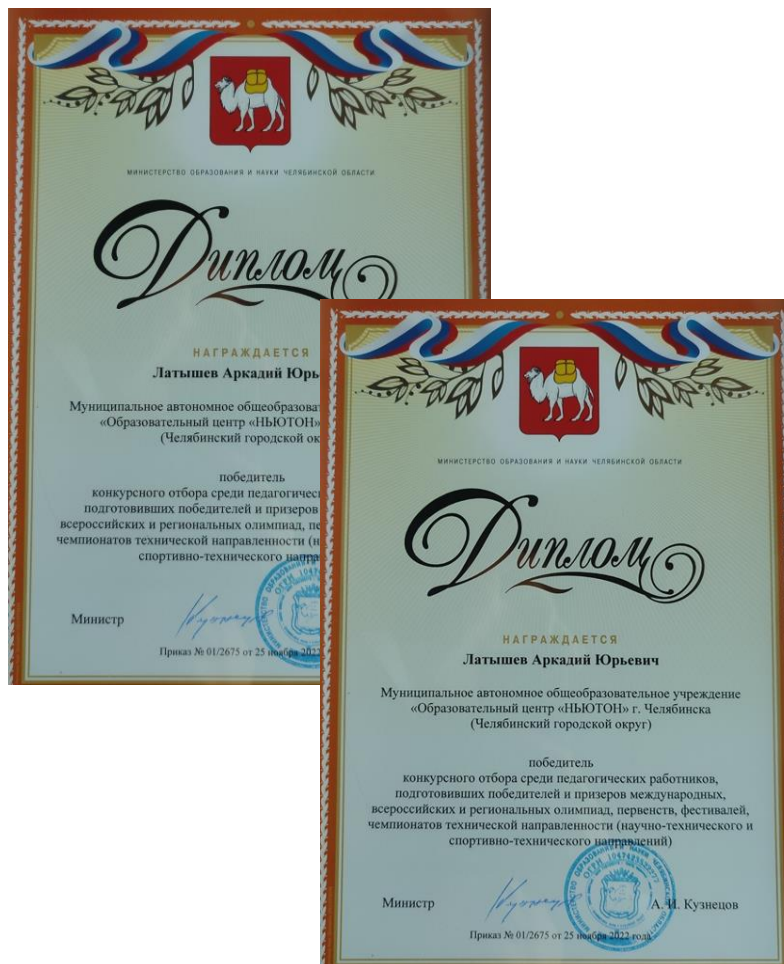 МИНИСТЕРСТВО ОБРАЗОВАНИЯ И НАУКИ ЧЕЛЯБИНСКОЙ ОБЛАСТИ
Диплом
НАГРАЖДАЕТСЯ
Латышев Аркадий Юрь
Муниципальное автономное общеобразоват
«Образовательный центр «НЬЮТОН»
(Челябинский городской ок
победитель
конкурсного отбора среди педагогическ
подготовивших победителей и призеров
всероссийских и региональных олимпиад, пе
чемпионатов технической направленности (н
спортивно-технического напра
Министр
Приказ № 01/2675 от 25 ноября 2022
МИНИСТЕРСТВО ОБРАЗОВАНИЯ И НАУКИ ЧЕЛЯБИНСКОЙ ОБЛАСТИ
Диплом
НАГРАЖДАЕТСЯ
Латышев Аркадий Юрьевич
Муниципальное автономное общеобразовательное учреждение
«Образовательный центр «НЬЮТОН» г. Челябинска
(Челябинский городской округ)
победитель
конкурсного отбора среди педагогических работников,
подготовивших победителей и призеров международных,
всероссийских и региональных олимпиад, первенств, фестивалей,
чемпионатов технической направленности (научно-технического и
спортивно-технического направлений)
Министр А. И. Кузнецов
Приказ № 01/2675 от 25 ноября 2022 года